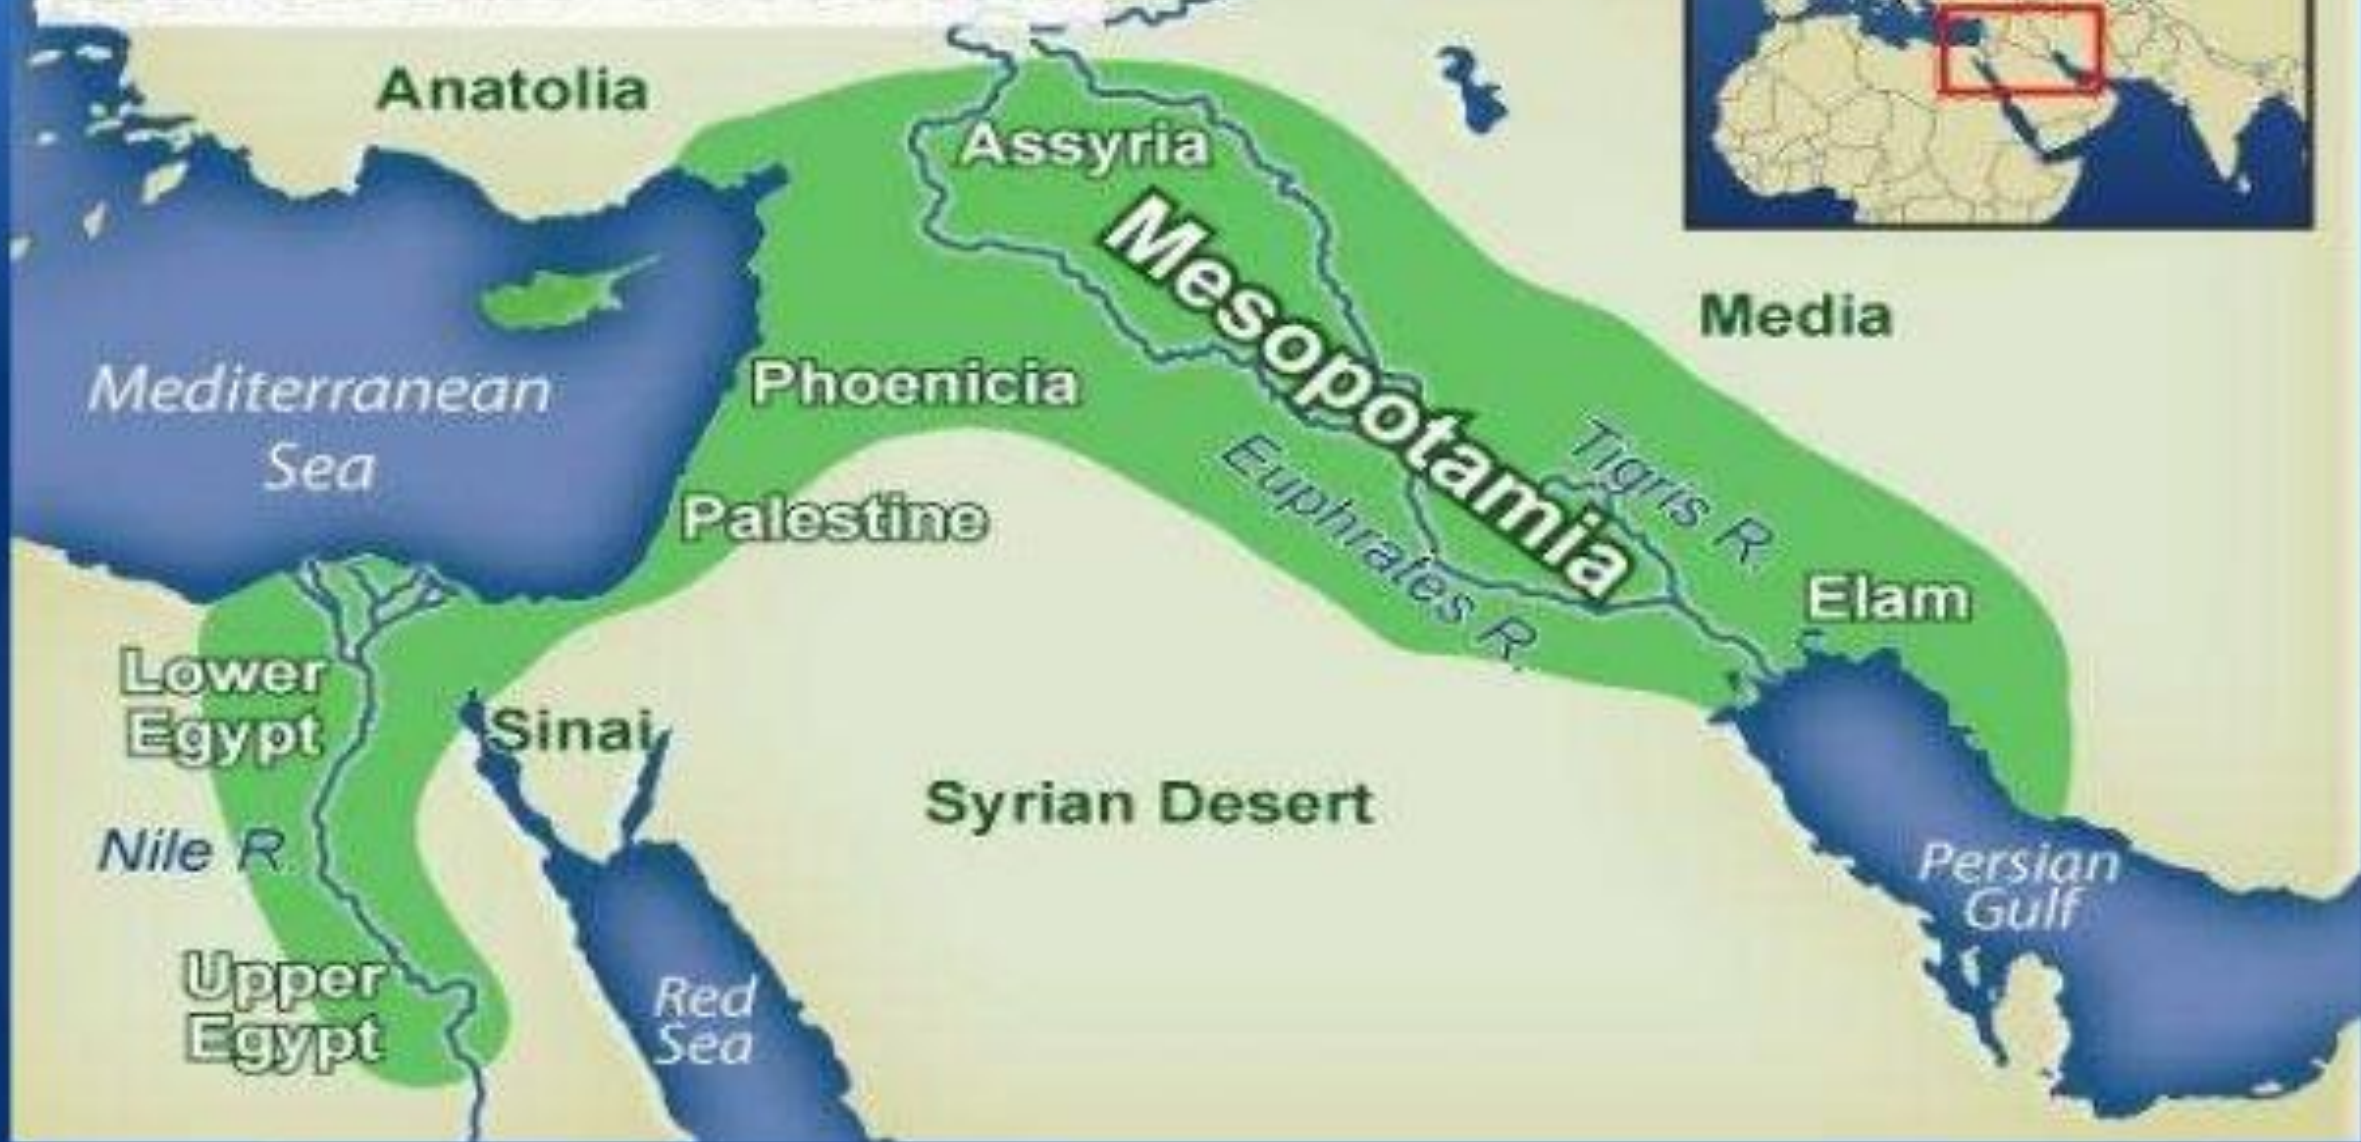 Anatolia
Assyria
Mesopotamia
Media
Mediterranean
Sea
Phoenicia
Tigris R.
Euphrates R.
Palestine
Elam
Lower
Egypt
Sinai
Syrian Desert
Nile R
Persian
Gulf
Upper
Egypt
Red
Sea